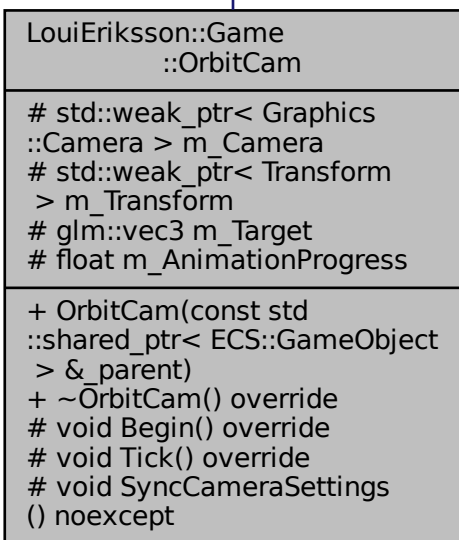 LouiEriksson::Game
::OrbitCam
# std::weak_ptr< Graphics
::Camera > m_Camera
# std::weak_ptr< Transform
> m_Transform
# glm::vec3 m_Target
# float m_AnimationProgress
+ OrbitCam(const std
::shared_ptr< ECS::GameObject
> &_parent)
+ ~OrbitCam() override
# void Begin() override
# void Tick() override
# void SyncCameraSettings
() noexcept